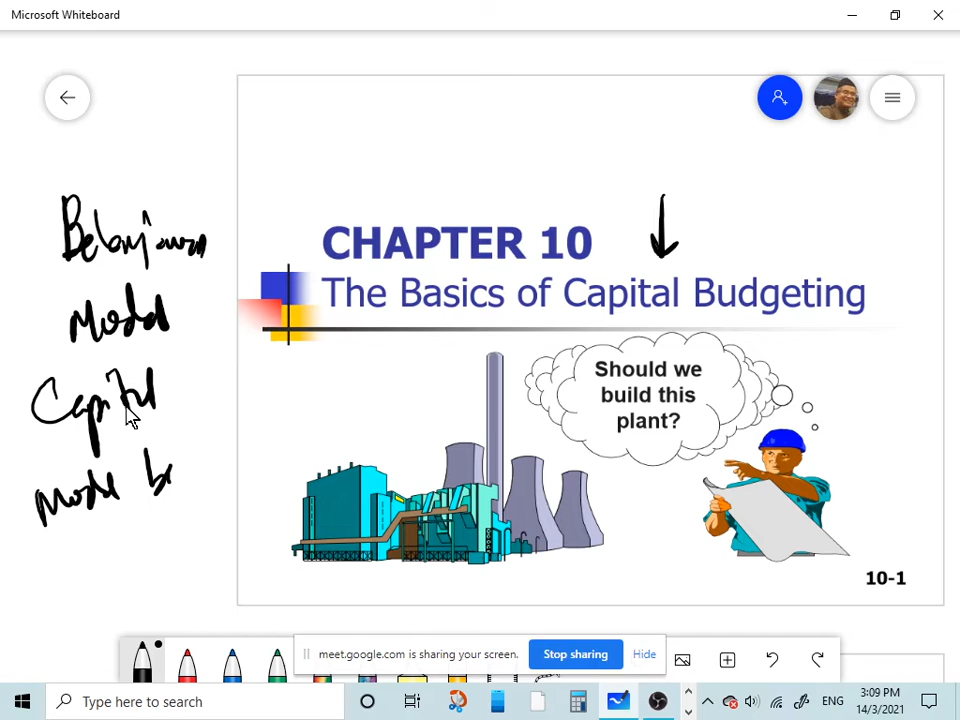 Microsoft Whiteboard
Belanjawan
Modal
Capital
CHAPTER 10
The Basics of Capital Budgeting
Should we
build this
plant?
10-1
meet.google.com is sharing your screen.
Stop sharing
Hide
Type here to search
ENG
3:09 PM
14/3/2021